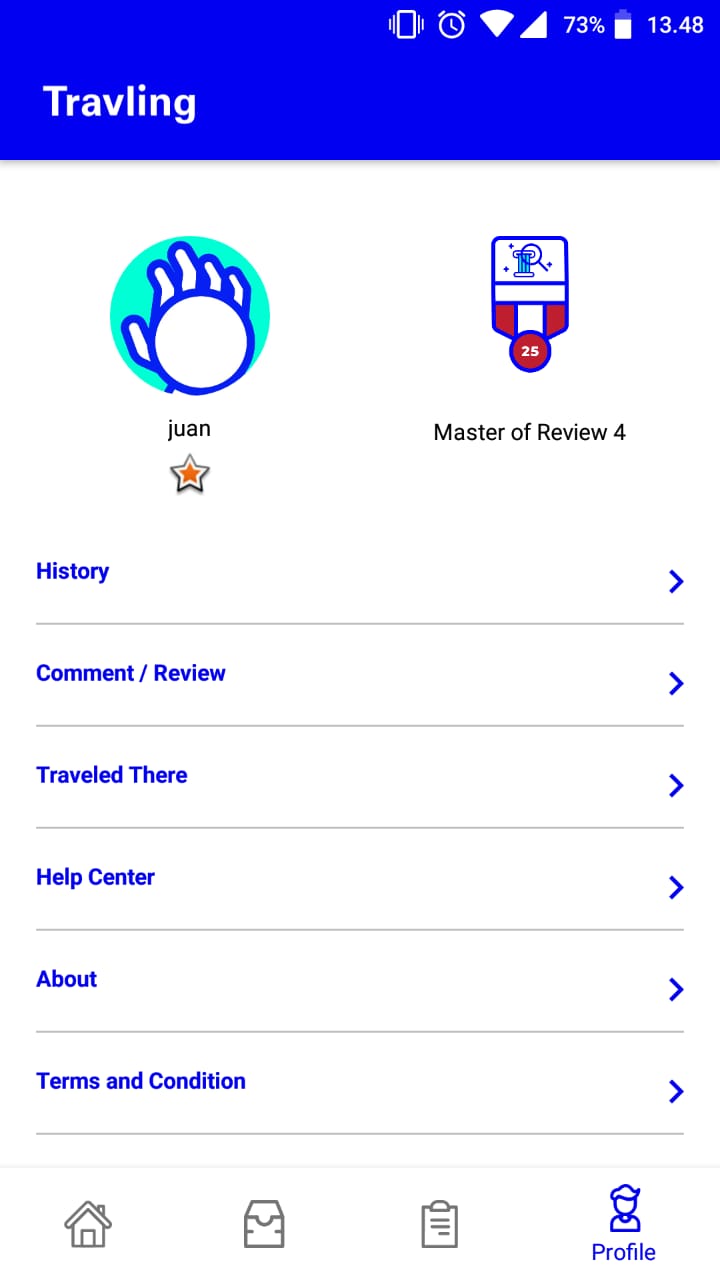 73% 13.48
Travling
25
juan
Master of Review 4
History
Comment / Review
Traveled There
Help Center
About
Terms and Condition
Profile